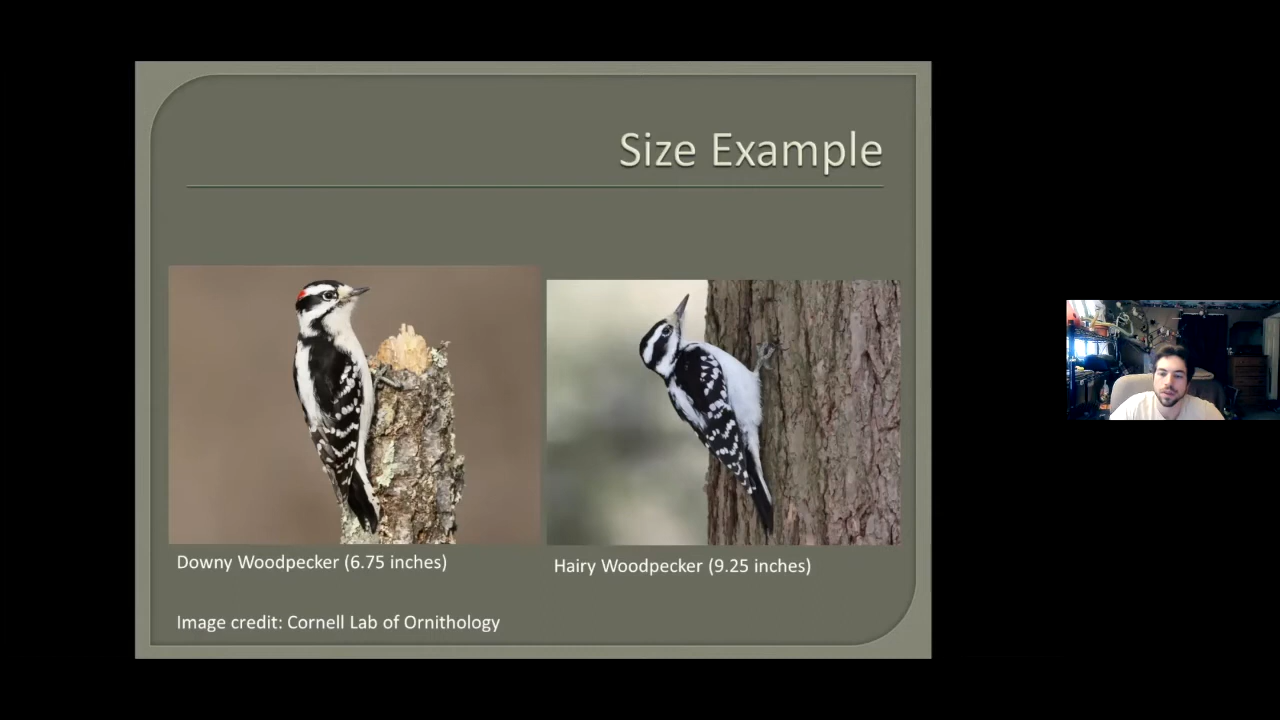 Size Example
Downy Woodpecker (6.75 inches)
Hairy Woodpecker (9.25 inches)
Image credit: Cornell Lab of Ornithology